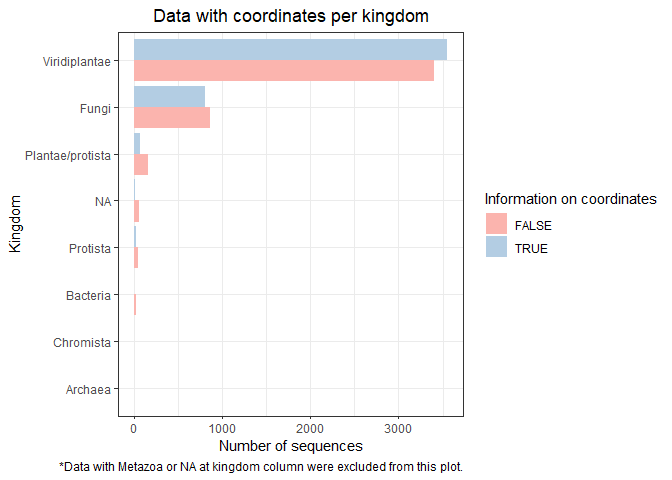 Data with coordinates per kingdom
Kingdom
Viridiplantae
Fungi
Plantae/protista
NA
Protista
Bacteria
Chromista
Archaea
0 1000 2000 3000
Number of sequences
Information on coordinates
FALSE
TRUE
*Data with Metazoa or NA at kingdom column were excluded from this plot.